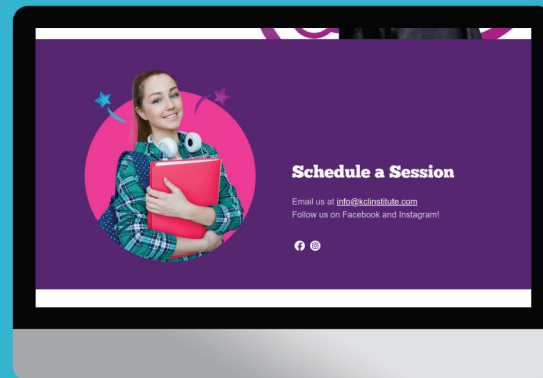 Schedule a Session
Email us at info@kclinstitute.com
Follow us on Facebook and Instagram!